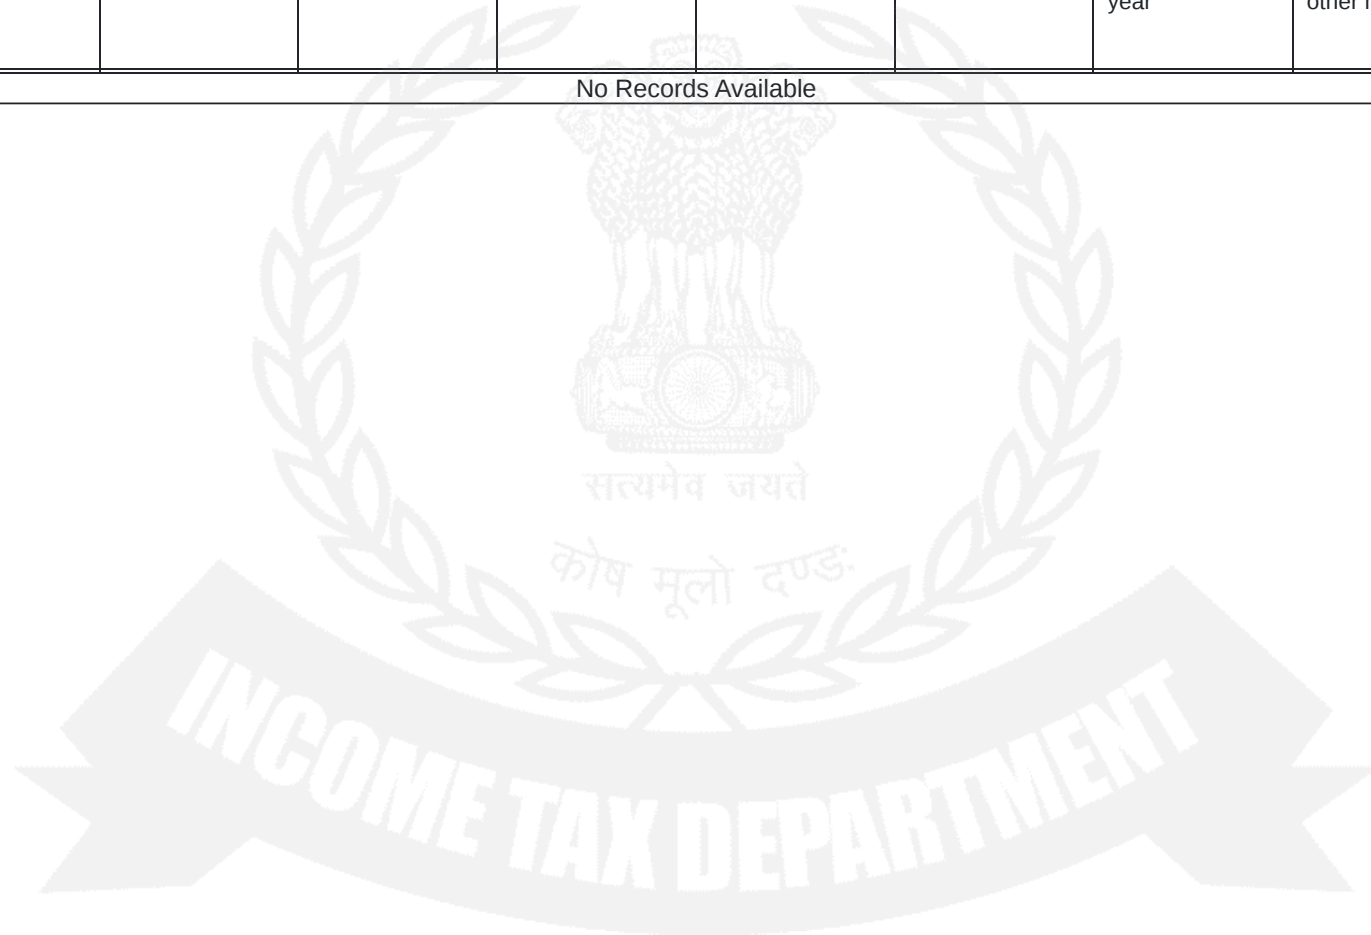 year
other
No Records Available
सत्यमेव जयते
कोष मूलो दण्डः
INCOME TAX DEPARTMENT